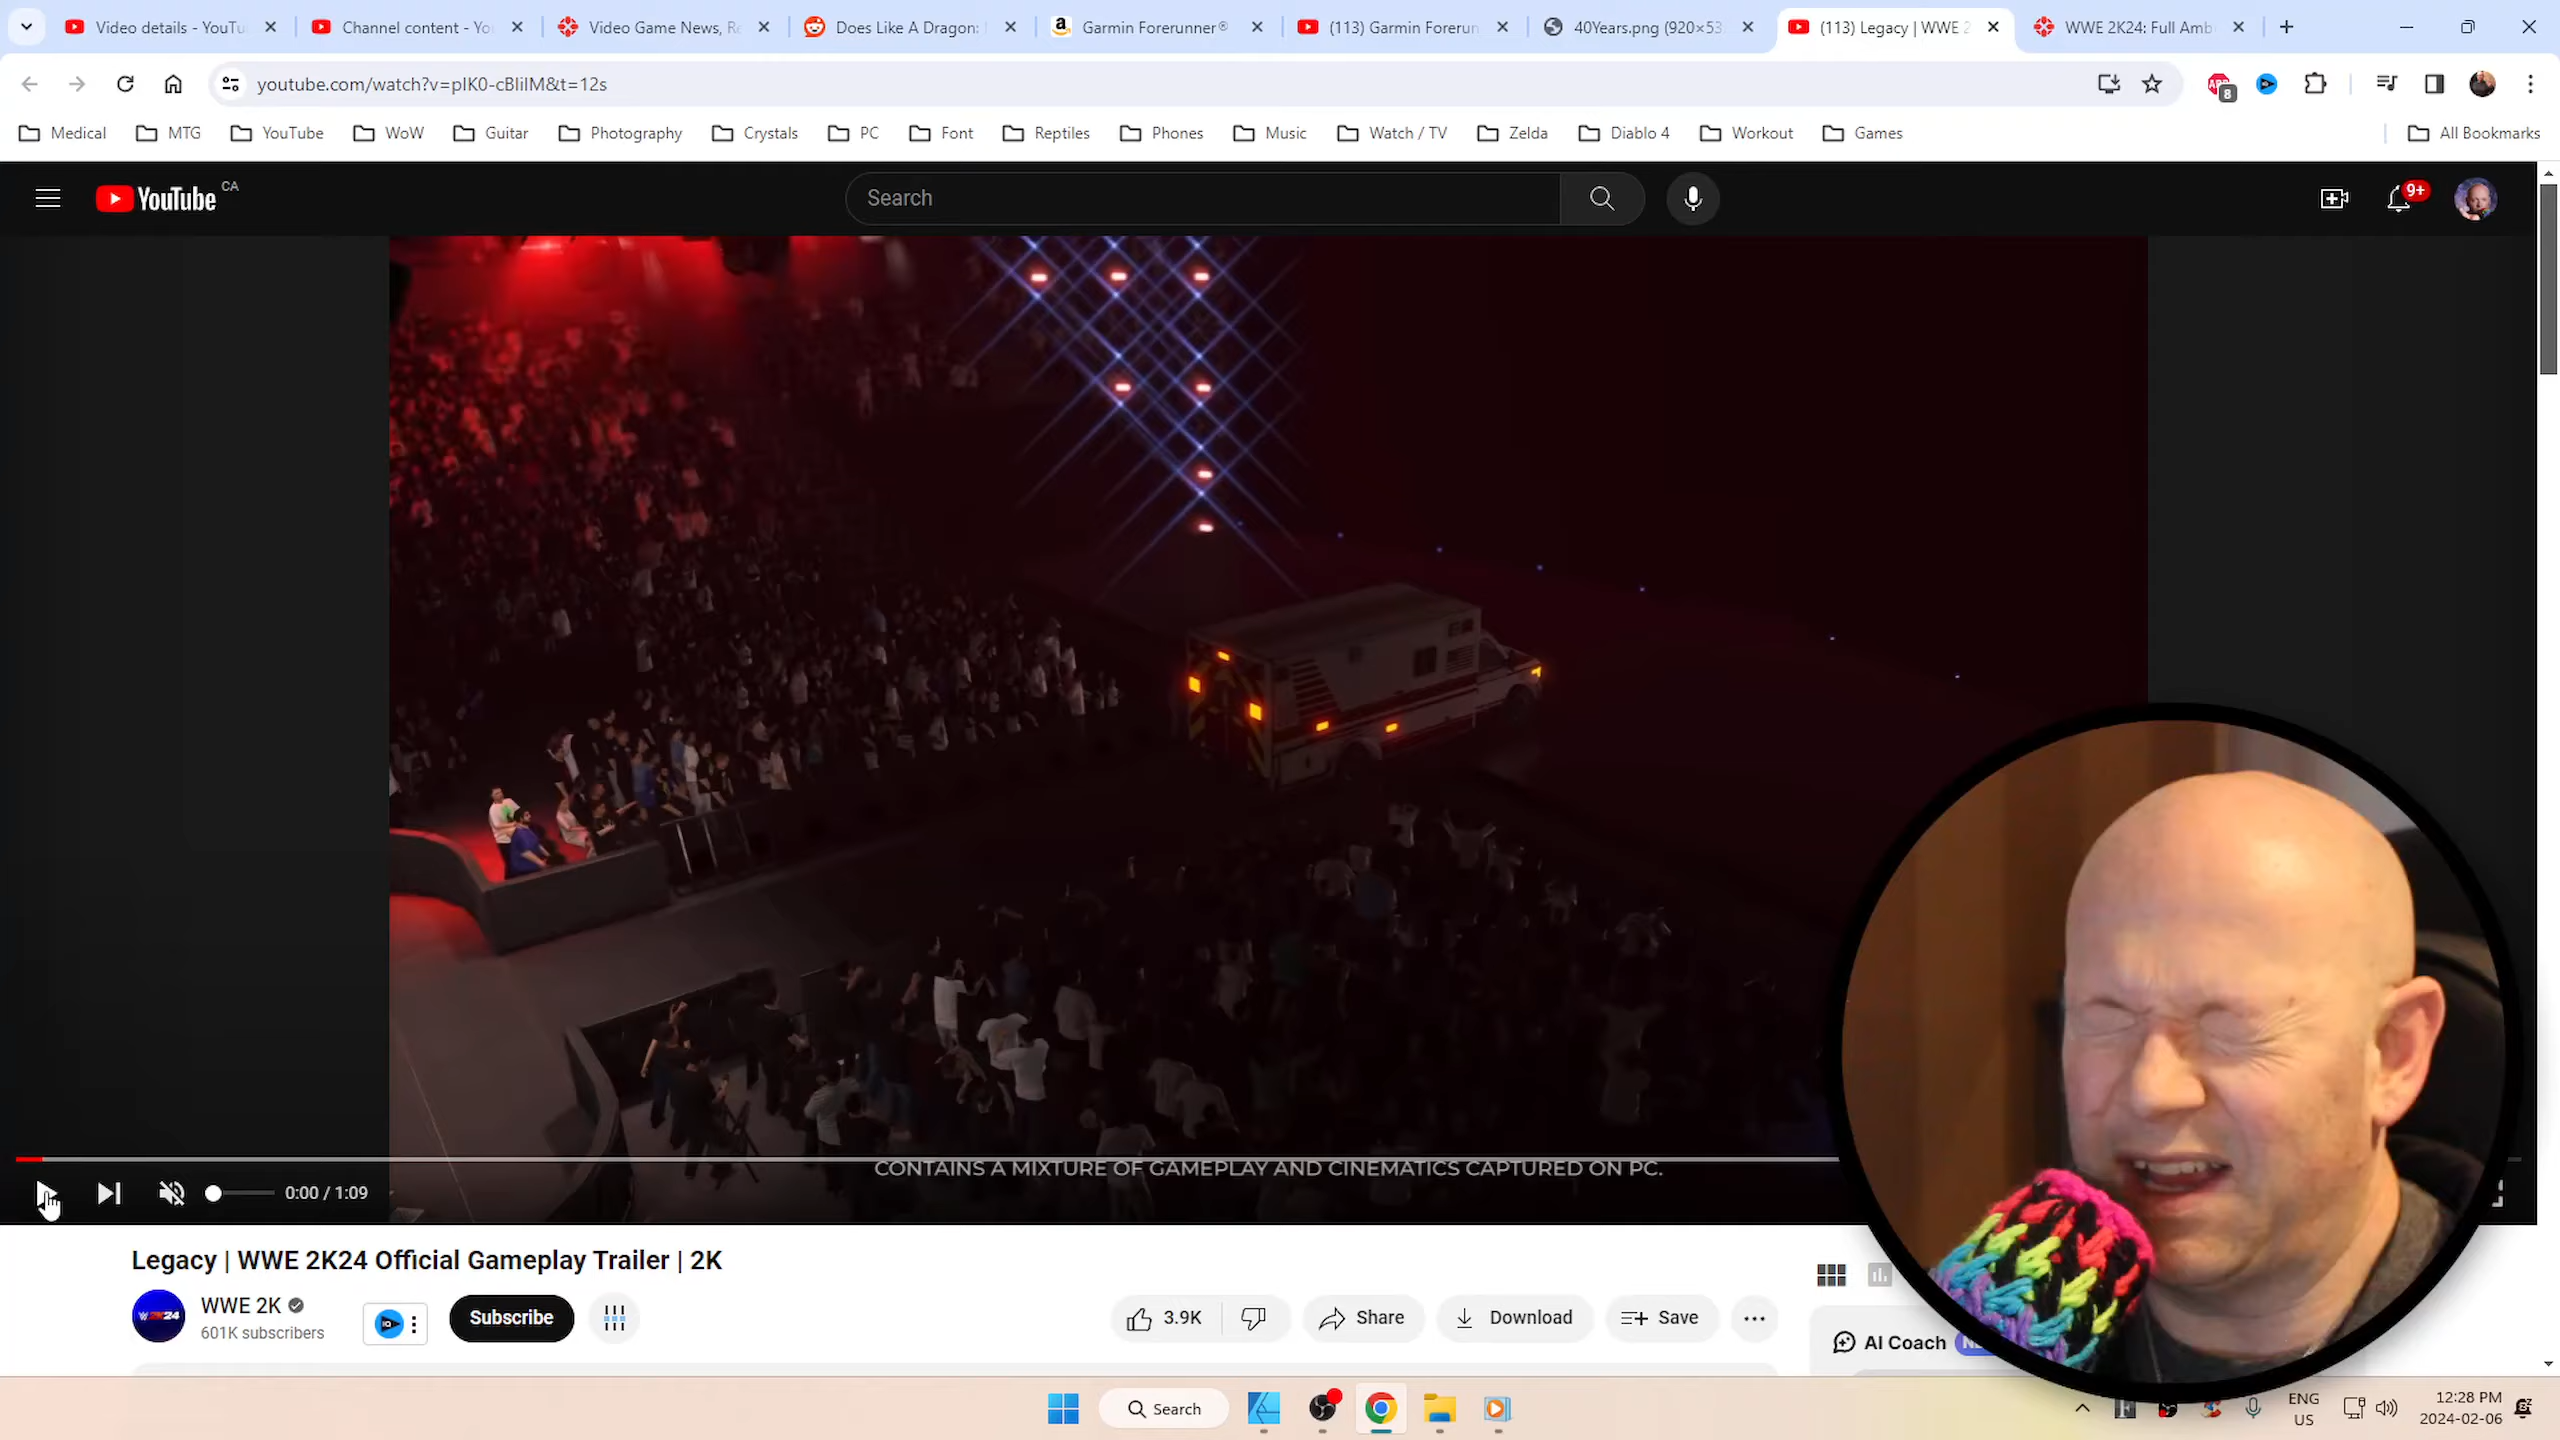 Video details - YouTu
Channel content - Yo
Video Game News, Re
Does Like A Dragon:
Garmin Forerunner®
(113) Garmin Forerun
40Years.png (920×53
(113) Legacy | WWE 2
WWE 2K24: Full Amb
youtube.com/watch?v=pIK0-cBIiIM&t=12s
8
Medical
MTG
YouTube
WoW
Guitar
Photography
Crystals
PC
Font
Reptiles
Phones
Music
Watch / TV
Zelda
Diablo 4
Workout
Games
All Bookmarks
YouTube CA
Search
9+
CONTAINS A MIXTURE OF GAMEPLAY AND CINEMATICS CAPTURED ON PC.
0:00 / 1:09
Legacy | WWE 2K24 Official Gameplay Trailer | 2K
WWE 2K
601K subscribers
Subscribe
3.9K
Share
Download
Save
AI Coach
Search
ENG
US
12:28 PM
2024-02-06